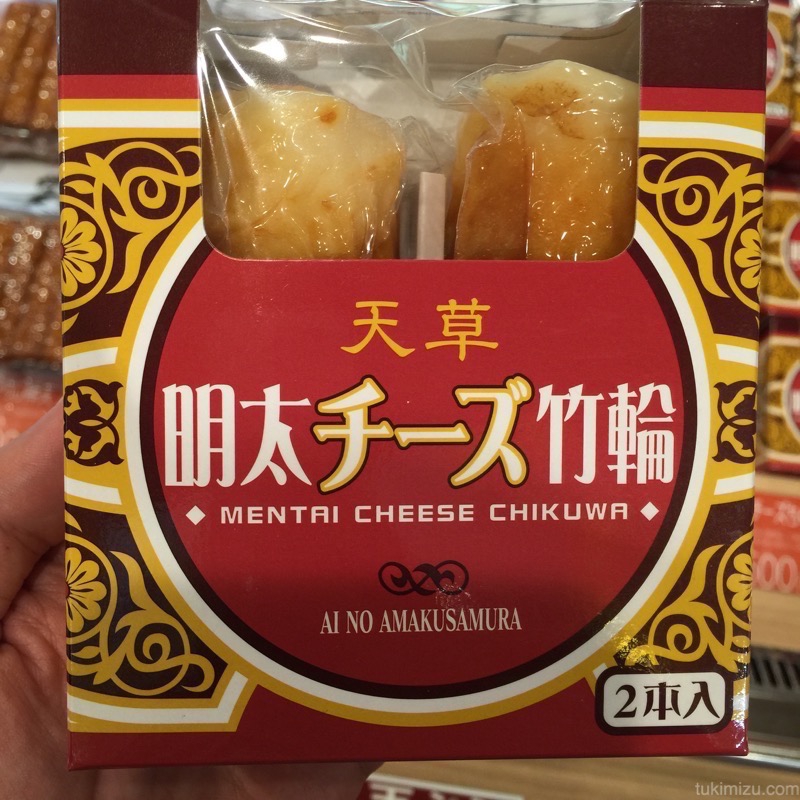 天草
明太チーズ竹輪
◆ MENTAI CHEESE CHIKUWA ◆
AI NO AMAKUSAMURA
2本入
tukimizu.com